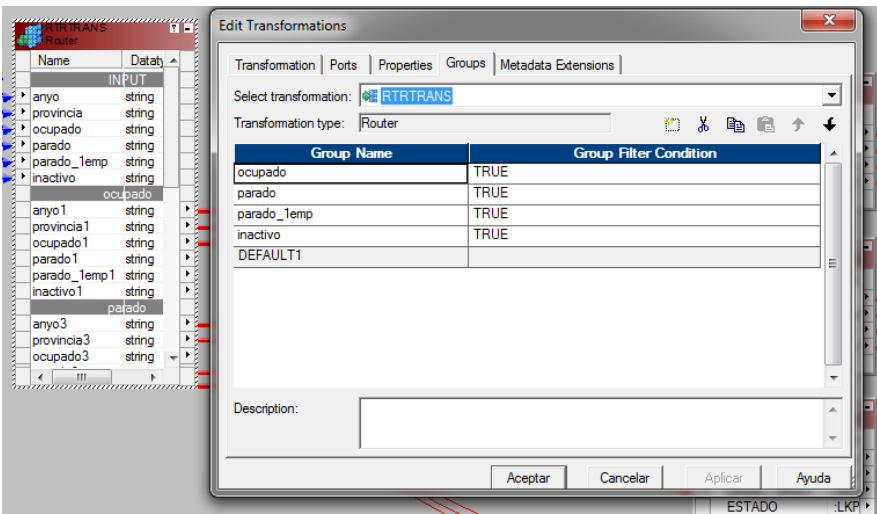 RTRTRANS
Router
Name Dataty
INPUT
anyo string
provincia string
ocupado string
parado string
parado_1emp string
inactivo string
ocupado
anyo1 string
provincia1 string
ocupado1 string
parado1 string
parado_1emp1 string
inactivo1 string
parado
anyo3 string
provincia3 string
ocupado3 string
Edit Transformations
Transformation Ports Properties Groups Metadata Extensions
Select transformation: RTRTRANS
Transformation type: Router
Group Name Group Filter Condition
ocupado TRUE
parado TRUE
parado_1emp TRUE
inactivo TRUE
DEFAULT1
Description:
Aceptar Cancelar Aplicar Ayuda
ESTADO :LKP